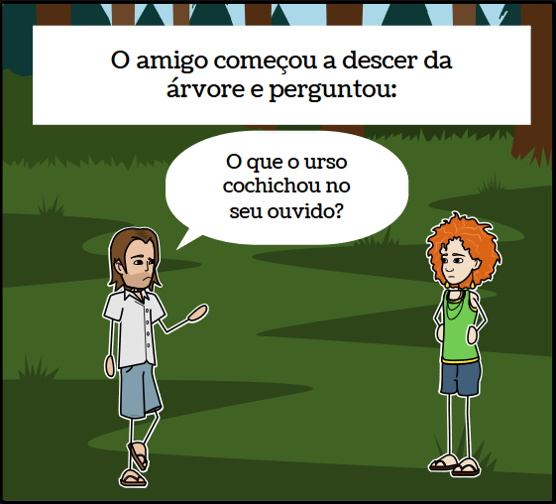 O amigo começou a descer da
árvore e perguntou:
O que o urso
cochichou no
seu ouvido?